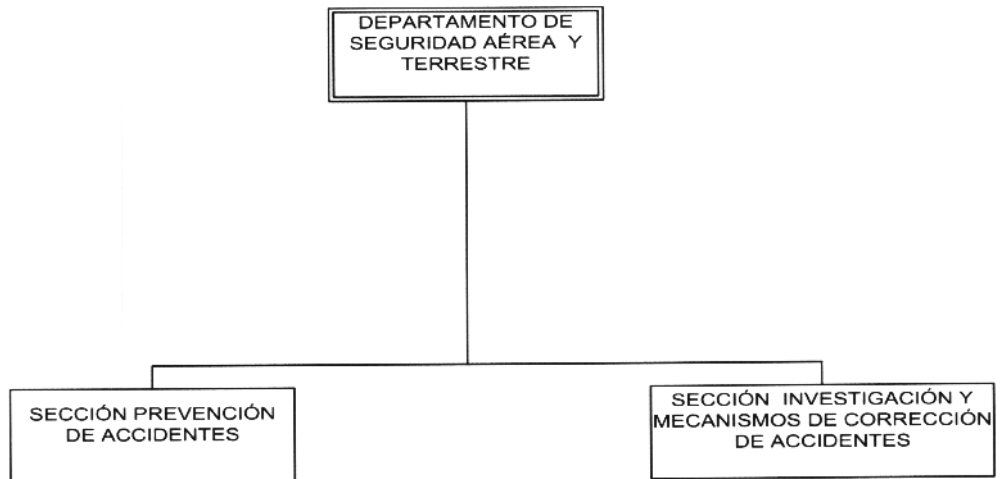 DEPARTAMENTO DE
SEGURIDAD AÉREA Y
TERRESTRE
SECCIÓN PREVENCIÓN
DE ACCIDENTES
SECCIÓN INVESTIGACIÓN Y
MECANISMOS DE CORRECCIÓN
DE ACCIDENTES